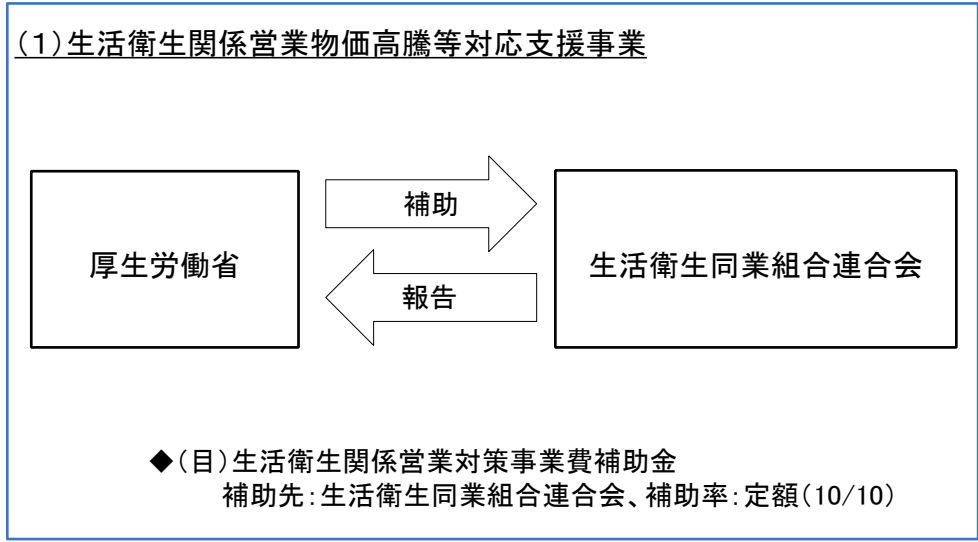 (1)生活衛生関係営業物価高騰等対応支援事業
補助
厚生労働省
生活衛生同業組合連合会
報告
◆(目)生活衛生関係営業対策事業費補助金
補助先:生活衛生同業組合連合会、補助率:定額(10/10)